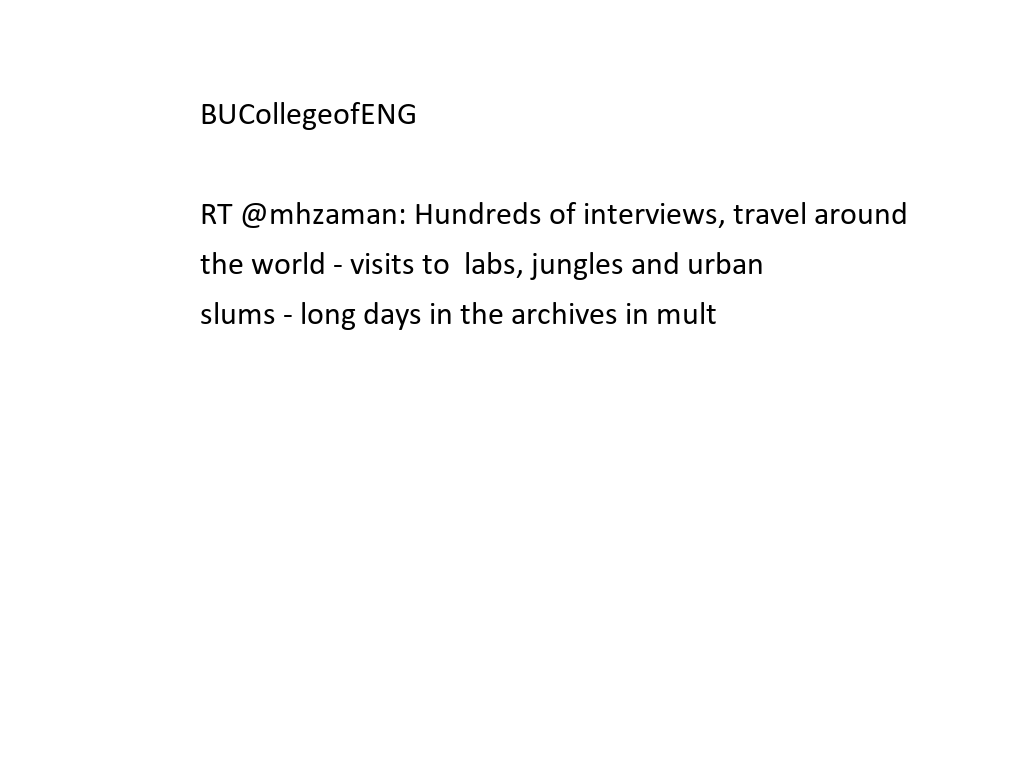 BUCollegeofENG
RT @mhzaman: Hundreds of interviews, travel around
the world - visits to  labs, jungles and urban
slums - long days in the archives in mult